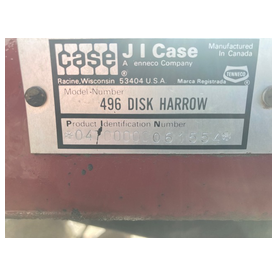 case J I Case
A Tenneco Company
Manufactured
In Canada
Racine, Wisconsin 53404 U.S.A.
®
Marca Registrada
TENNECO
Model-Number
496 DISK HARROW
Product Identification Number